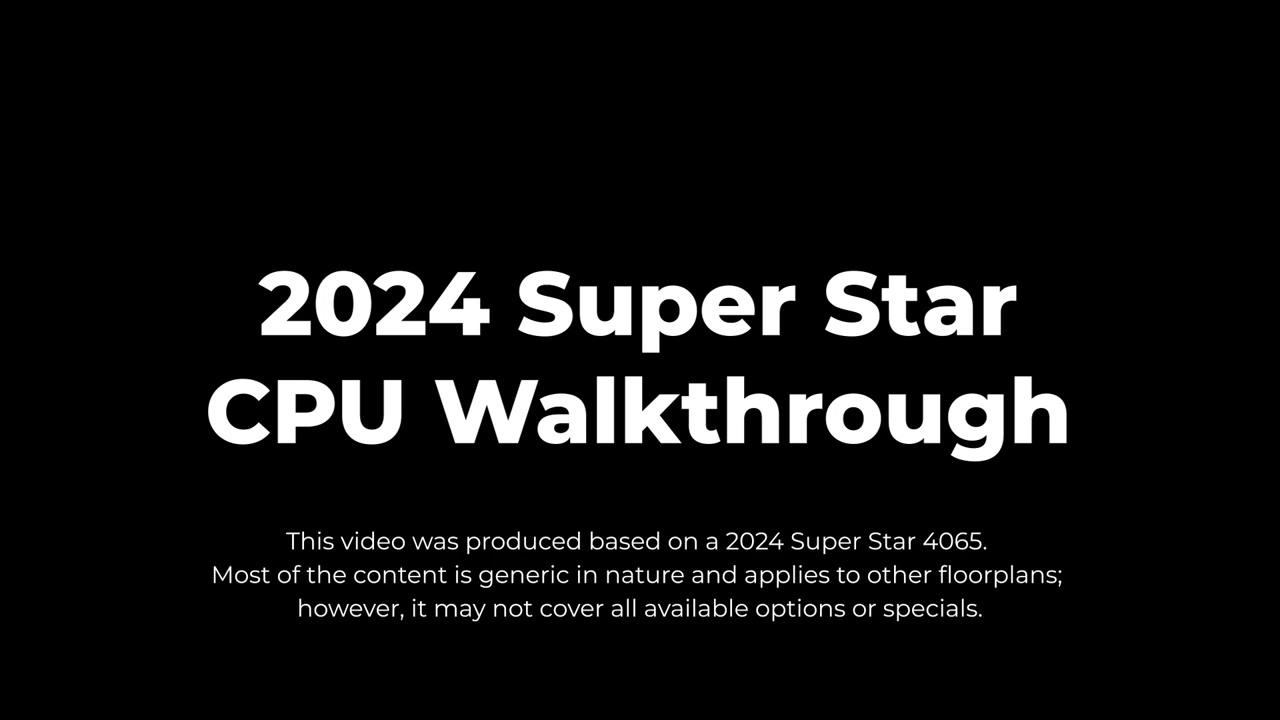 2024 Super Star
CPU Walkthrough
This video was produced based on a 2024 Super Star 4065.
Most of the content is generic in nature and applies to other floorplans;
however, it may not cover all available options or specials.